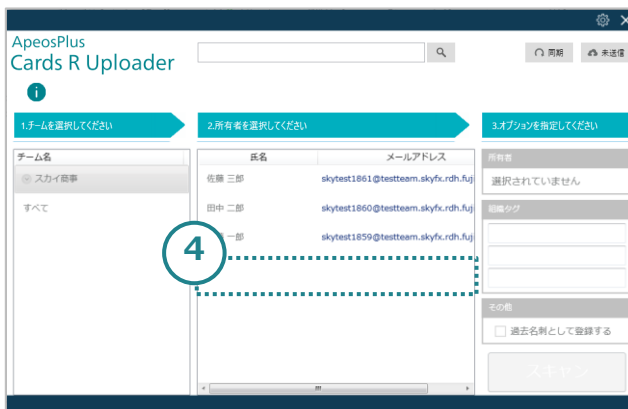 ApeosPlus
Cards R Uploader
同期
未送信
1.チームを選択してください
2.所有者を選択してください
3.オプションを指定してください
チーム名
氏名
メールアドレス
所有者
スカイ商事
佐藤 三郎
skytest1861@testteam.skyfx.rdh.fuj
選択されていません
すべて
田中 二郎
skytest1860@testteam.skyfx.rdh.fuj
組織タグ
一郎
skytest1859@testteam.skyfx.rdh.fuj
4
その他
過去名刺として登録する
スキャン